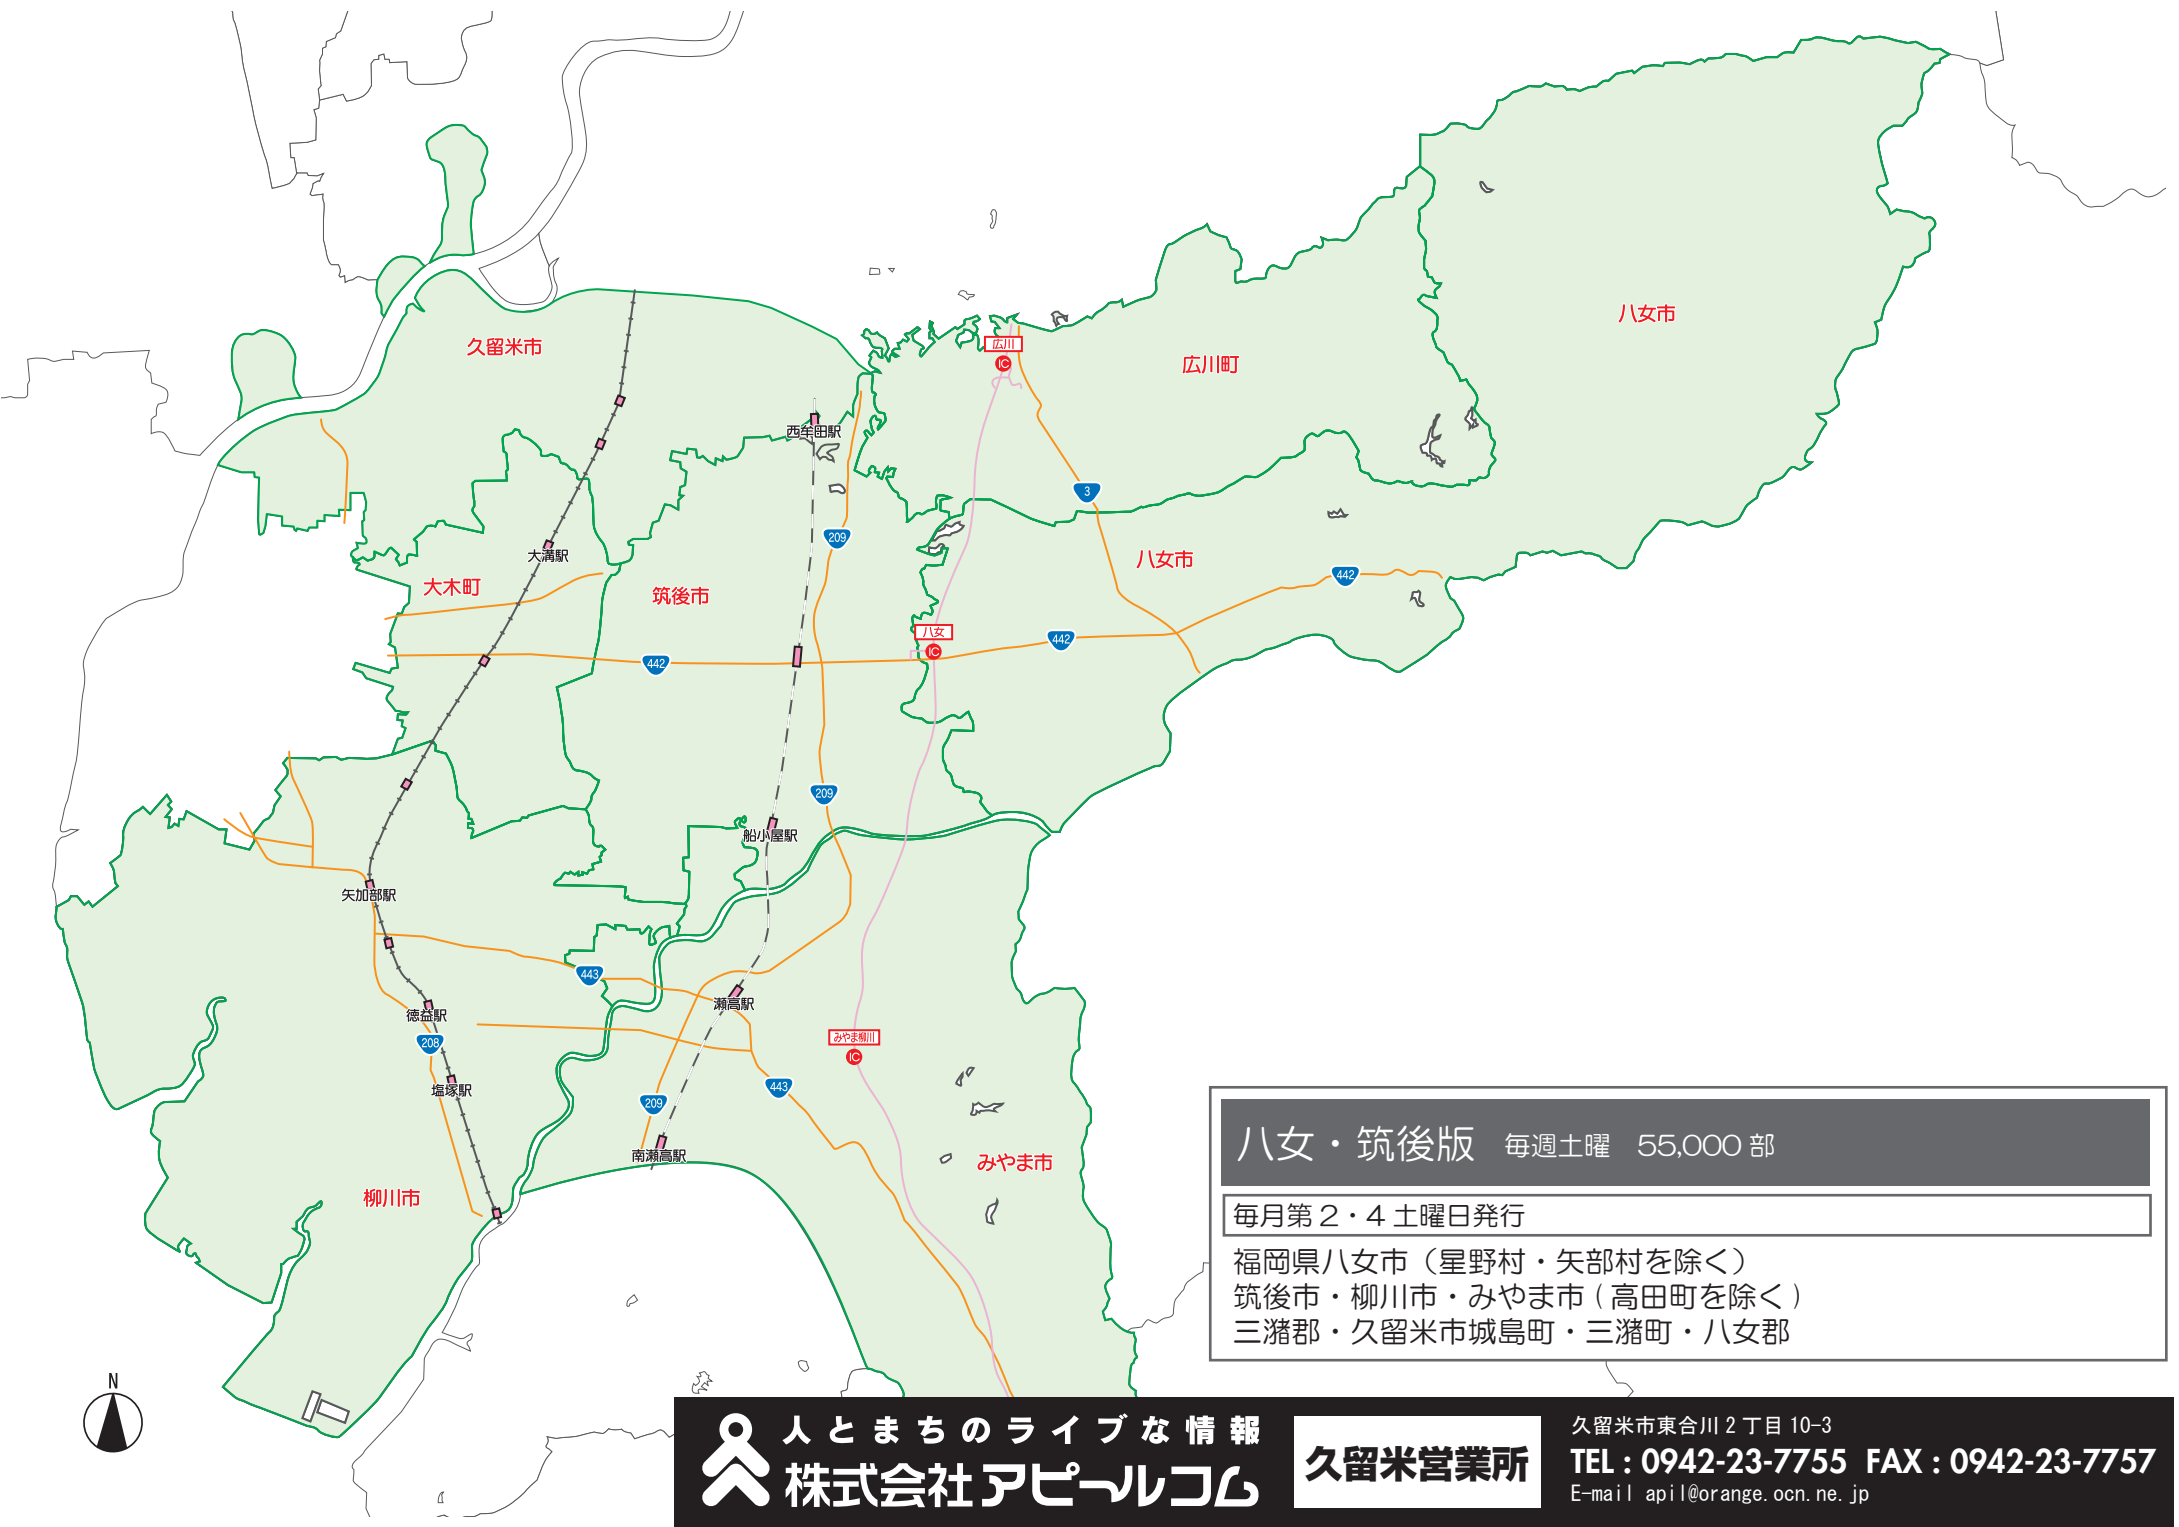 久留米市
広川
IC
広川町
八女市
西牟田駅
3
209
大溝駅
大木町
筑後市
八女市
442
八女
IC
442
442
209
船小屋駅
矢加部駅
443
瀬高駅
徳益駅
208
みやま柳川
IC
塩塚駅
209
443
南瀬高駅
みやま市
柳川市
八女・筑後版 毎週土曜 55,000 部
毎月第 2・4 土曜日発行
福岡県八女市（星野村・矢部村を除く）
筑後市・柳川市・みやま市 ( 高田町を除く )
三潴郡・久留米市城島町・三潴町・八女郡
N
人とまちのライブな情報
株式会社アピールコム
久留米営業所
久留米市東合川 2 丁目 10-3
TEL : 0942-23-7755 FAX : 0942-23-7757
E-mail apil@orange.ocn.ne.jp